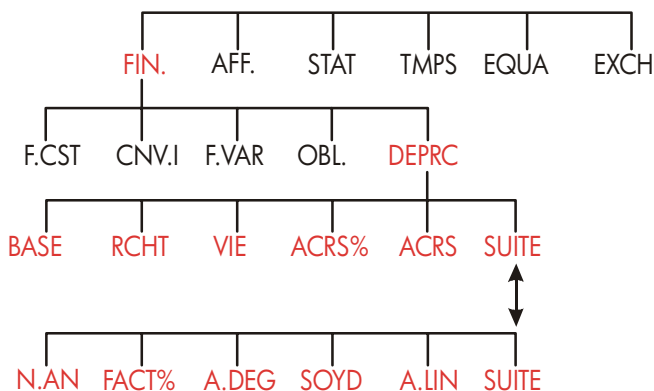 FIN. AFF. STAT TMPS EQUA EXCH
F.CST CNV.I F.VAR OBL. DEPRC
BASE RCHT VIE ACRS% ACRS SUITE
N.AN FACT% A.DEG SOYD A.LIN SUITE